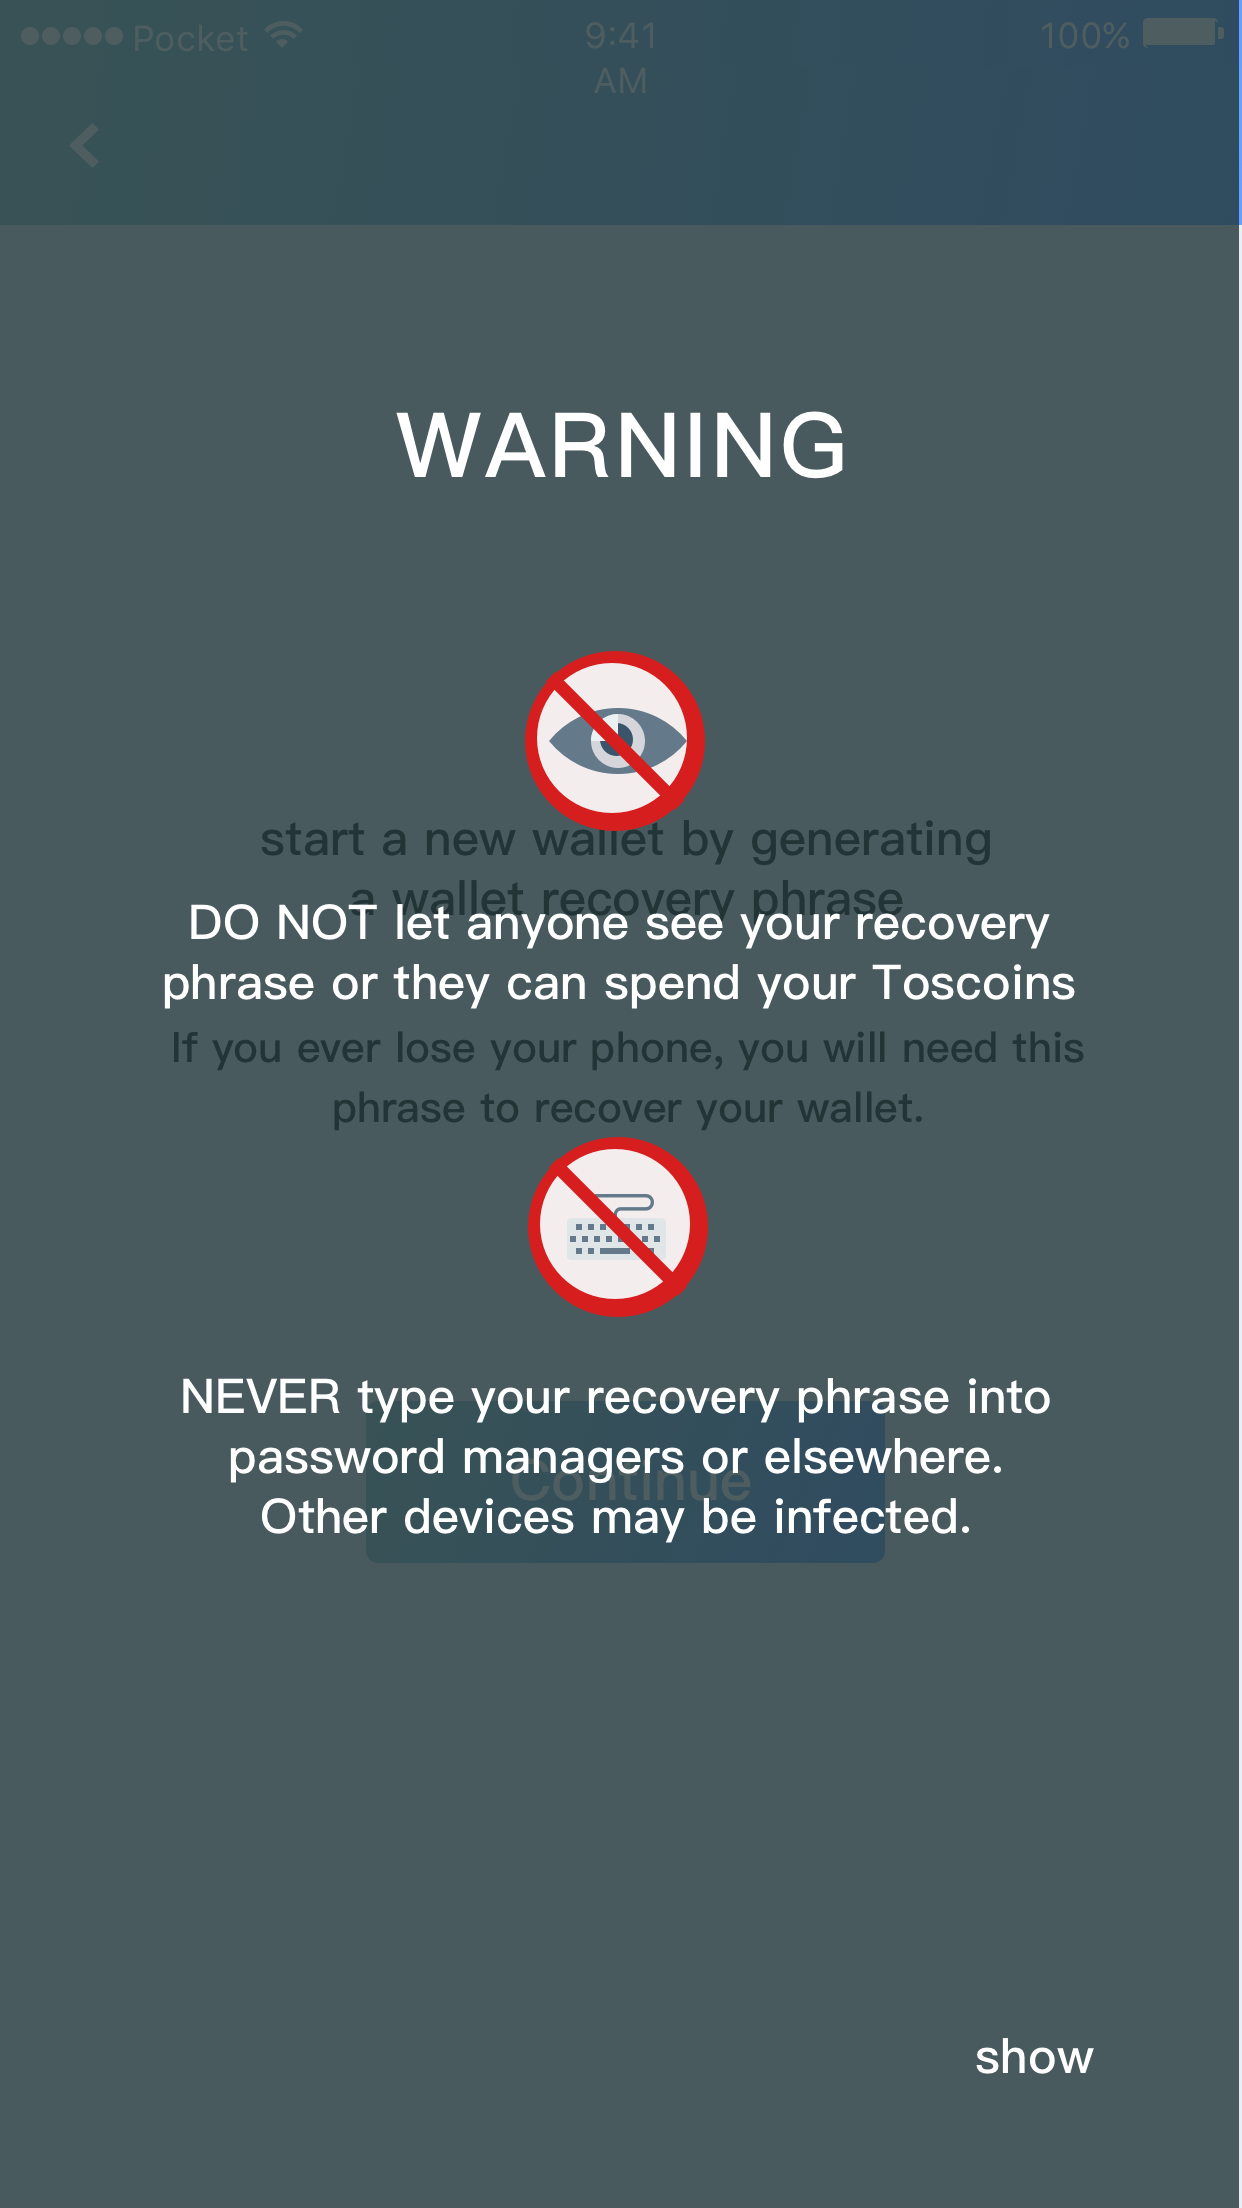 Pocket
9:41
AM
100%
WARNING
start a new wallet by generating
a wallet recovery phrase
DO NOT let anyone see your recovery
phrase or they can spend your Toscoins
If you ever lose your phone, you will need this
phrase to recover your wallet.
NEVER type your recovery phrase into
password managers or elsewhere.
Continue
Other devices may be infected.
show